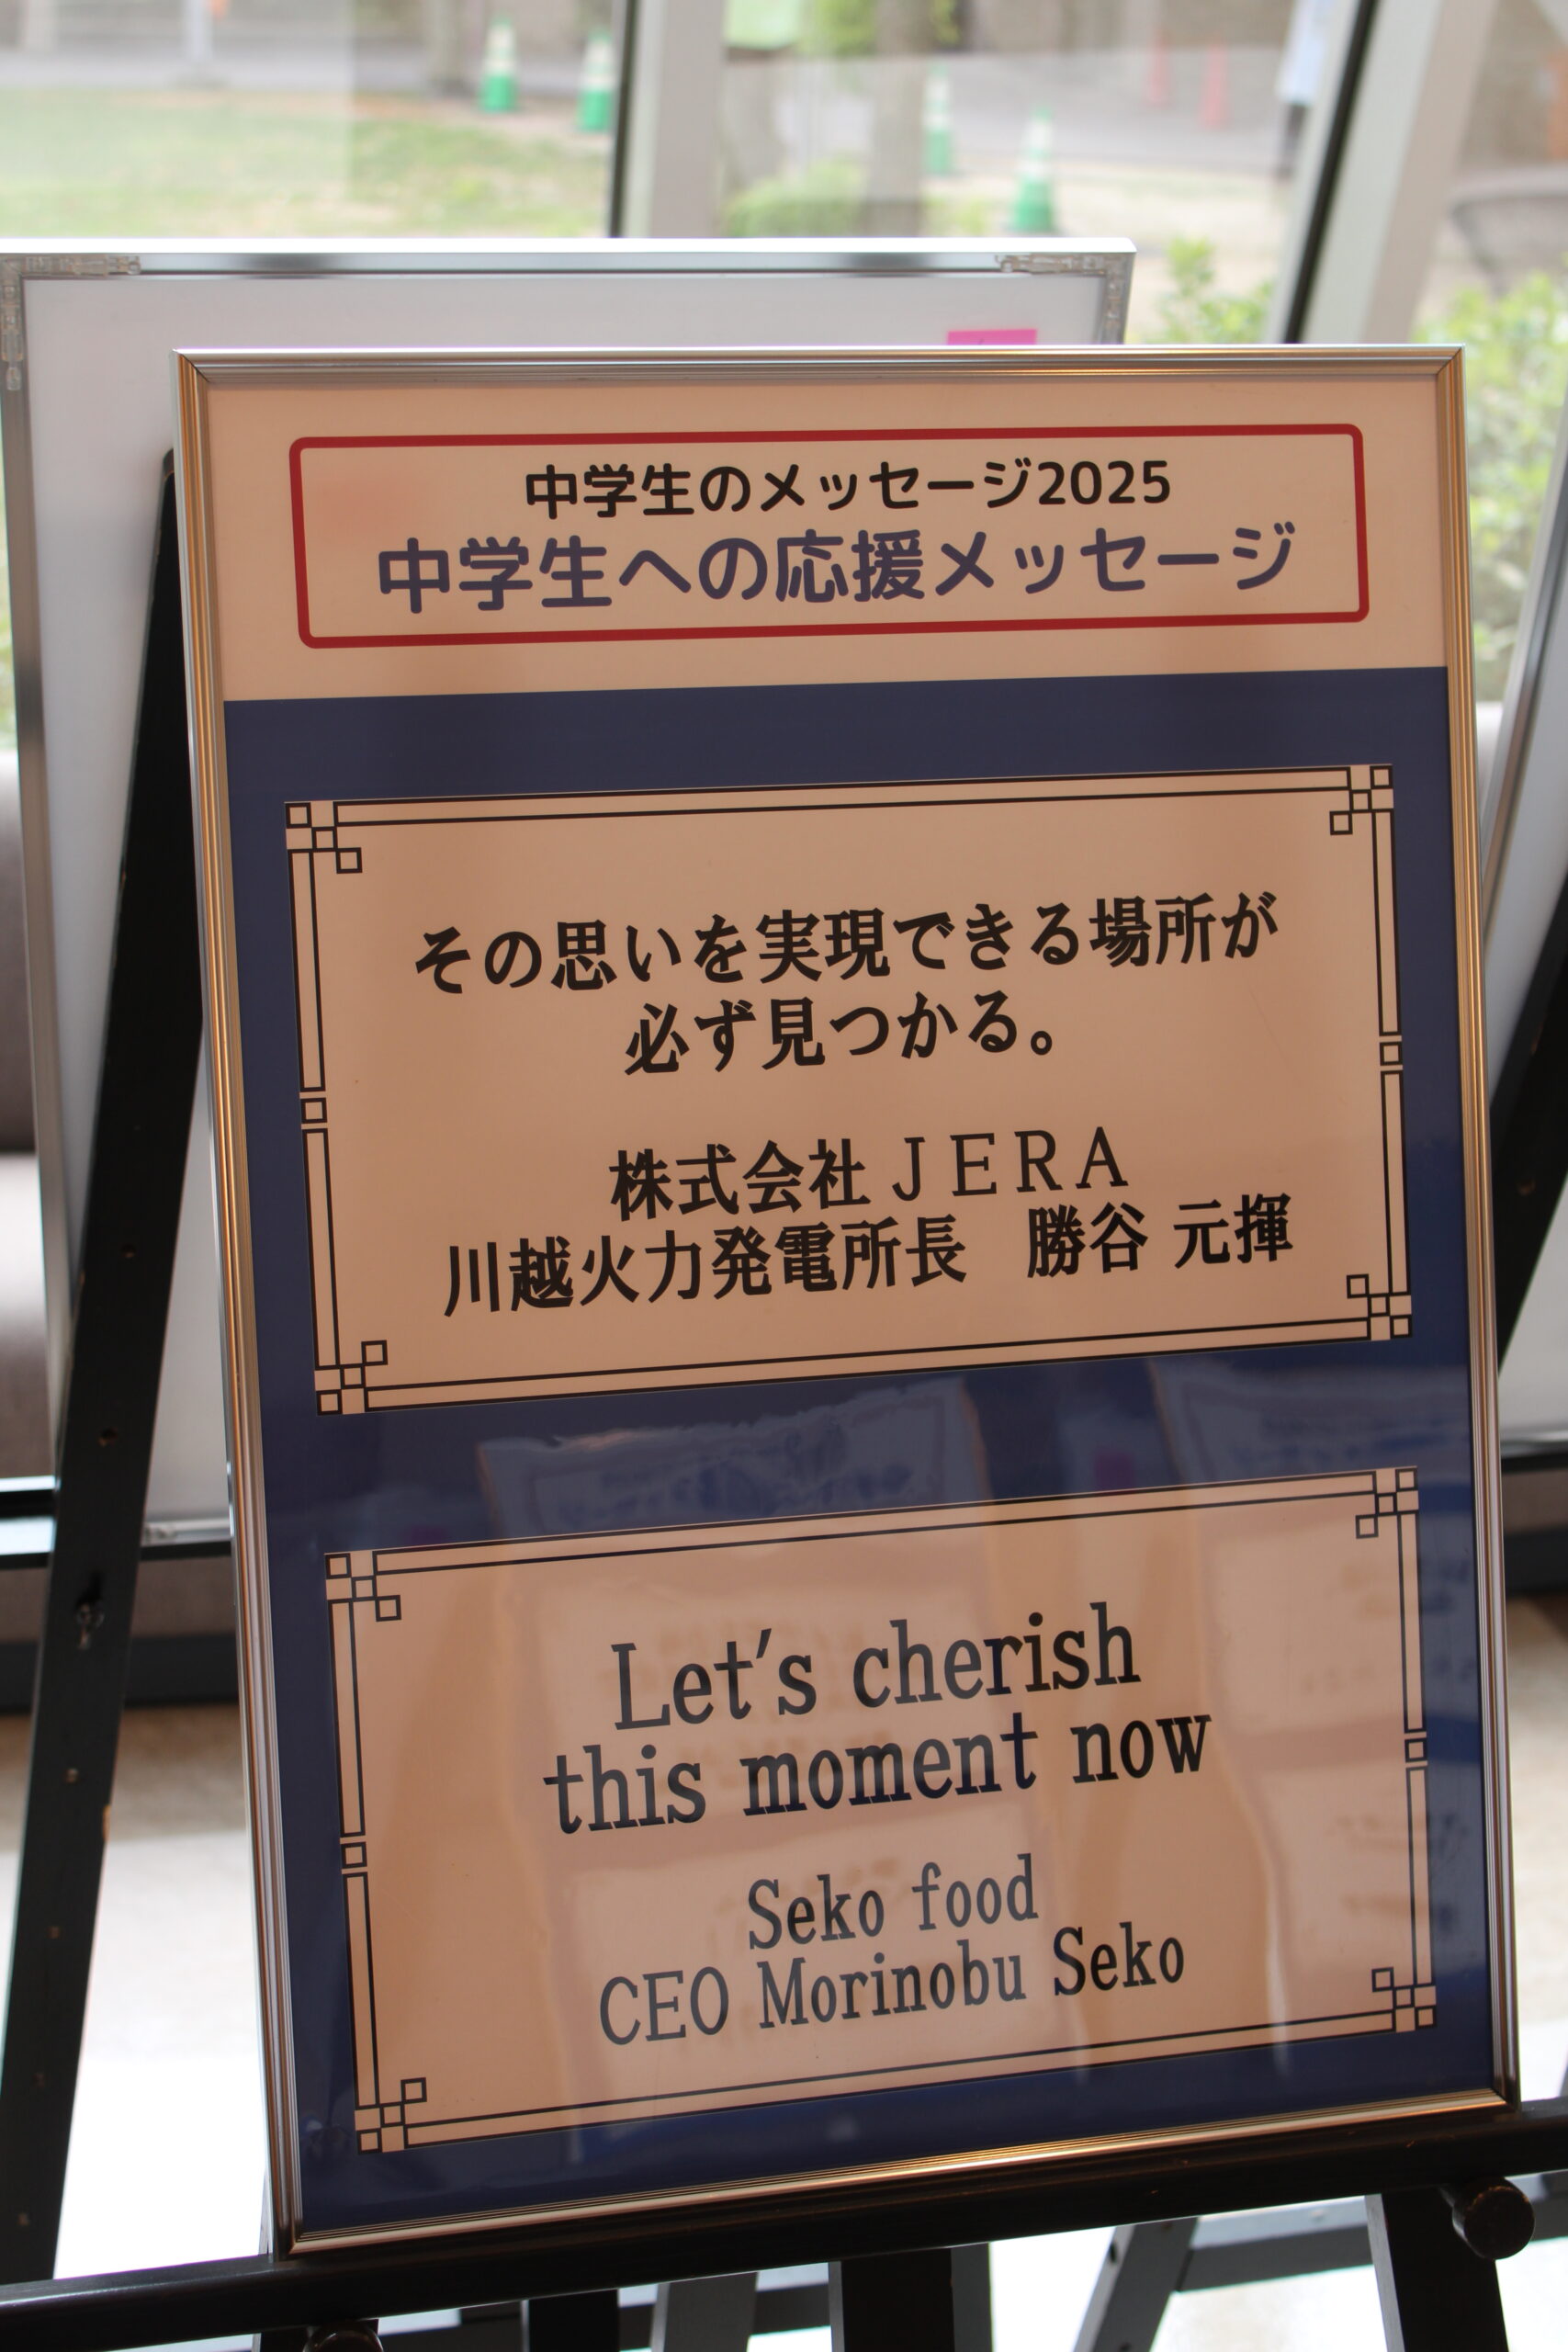 中学生のメッセージ2025
中学生への応援メッセージ
その思いを実現できる場所が
必ず見つかる。
株式会社ＪＥＲＡ
川越火力発電所長　勝谷 元揮
Let's cherish
this moment now
Seko food
CEO Morinobu Seko